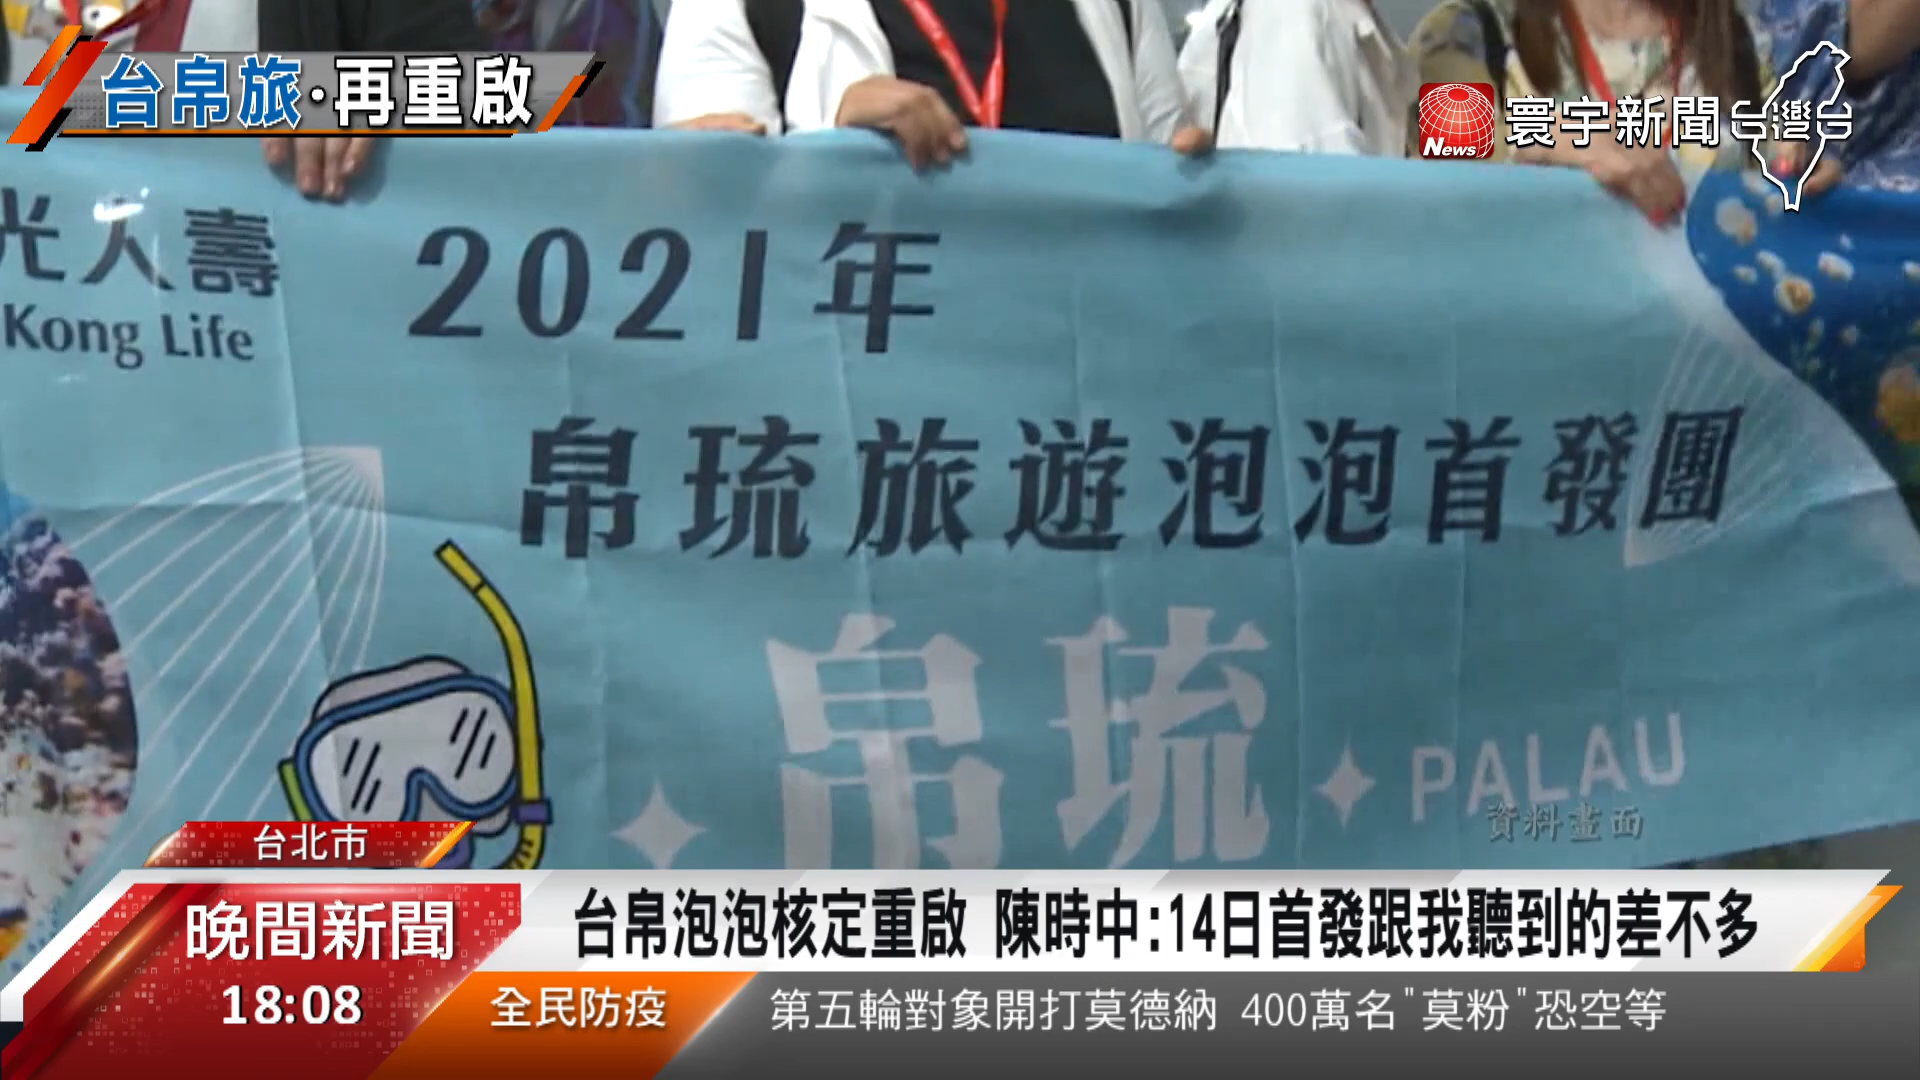 台帛旅·再重啟
News 寰宇新聞 台灣台
光人壽
Kong Life
2021年
帛琉旅遊泡泡首發團
帛琉
PALAU
資料畫面
台北市
晚間新聞
台帛泡泡核定重啟 陳時中:14日首發跟我聽到的差不多
18:08
全民防疫
第五輪對象開打莫德納 400萬名"莫粉"恐空等